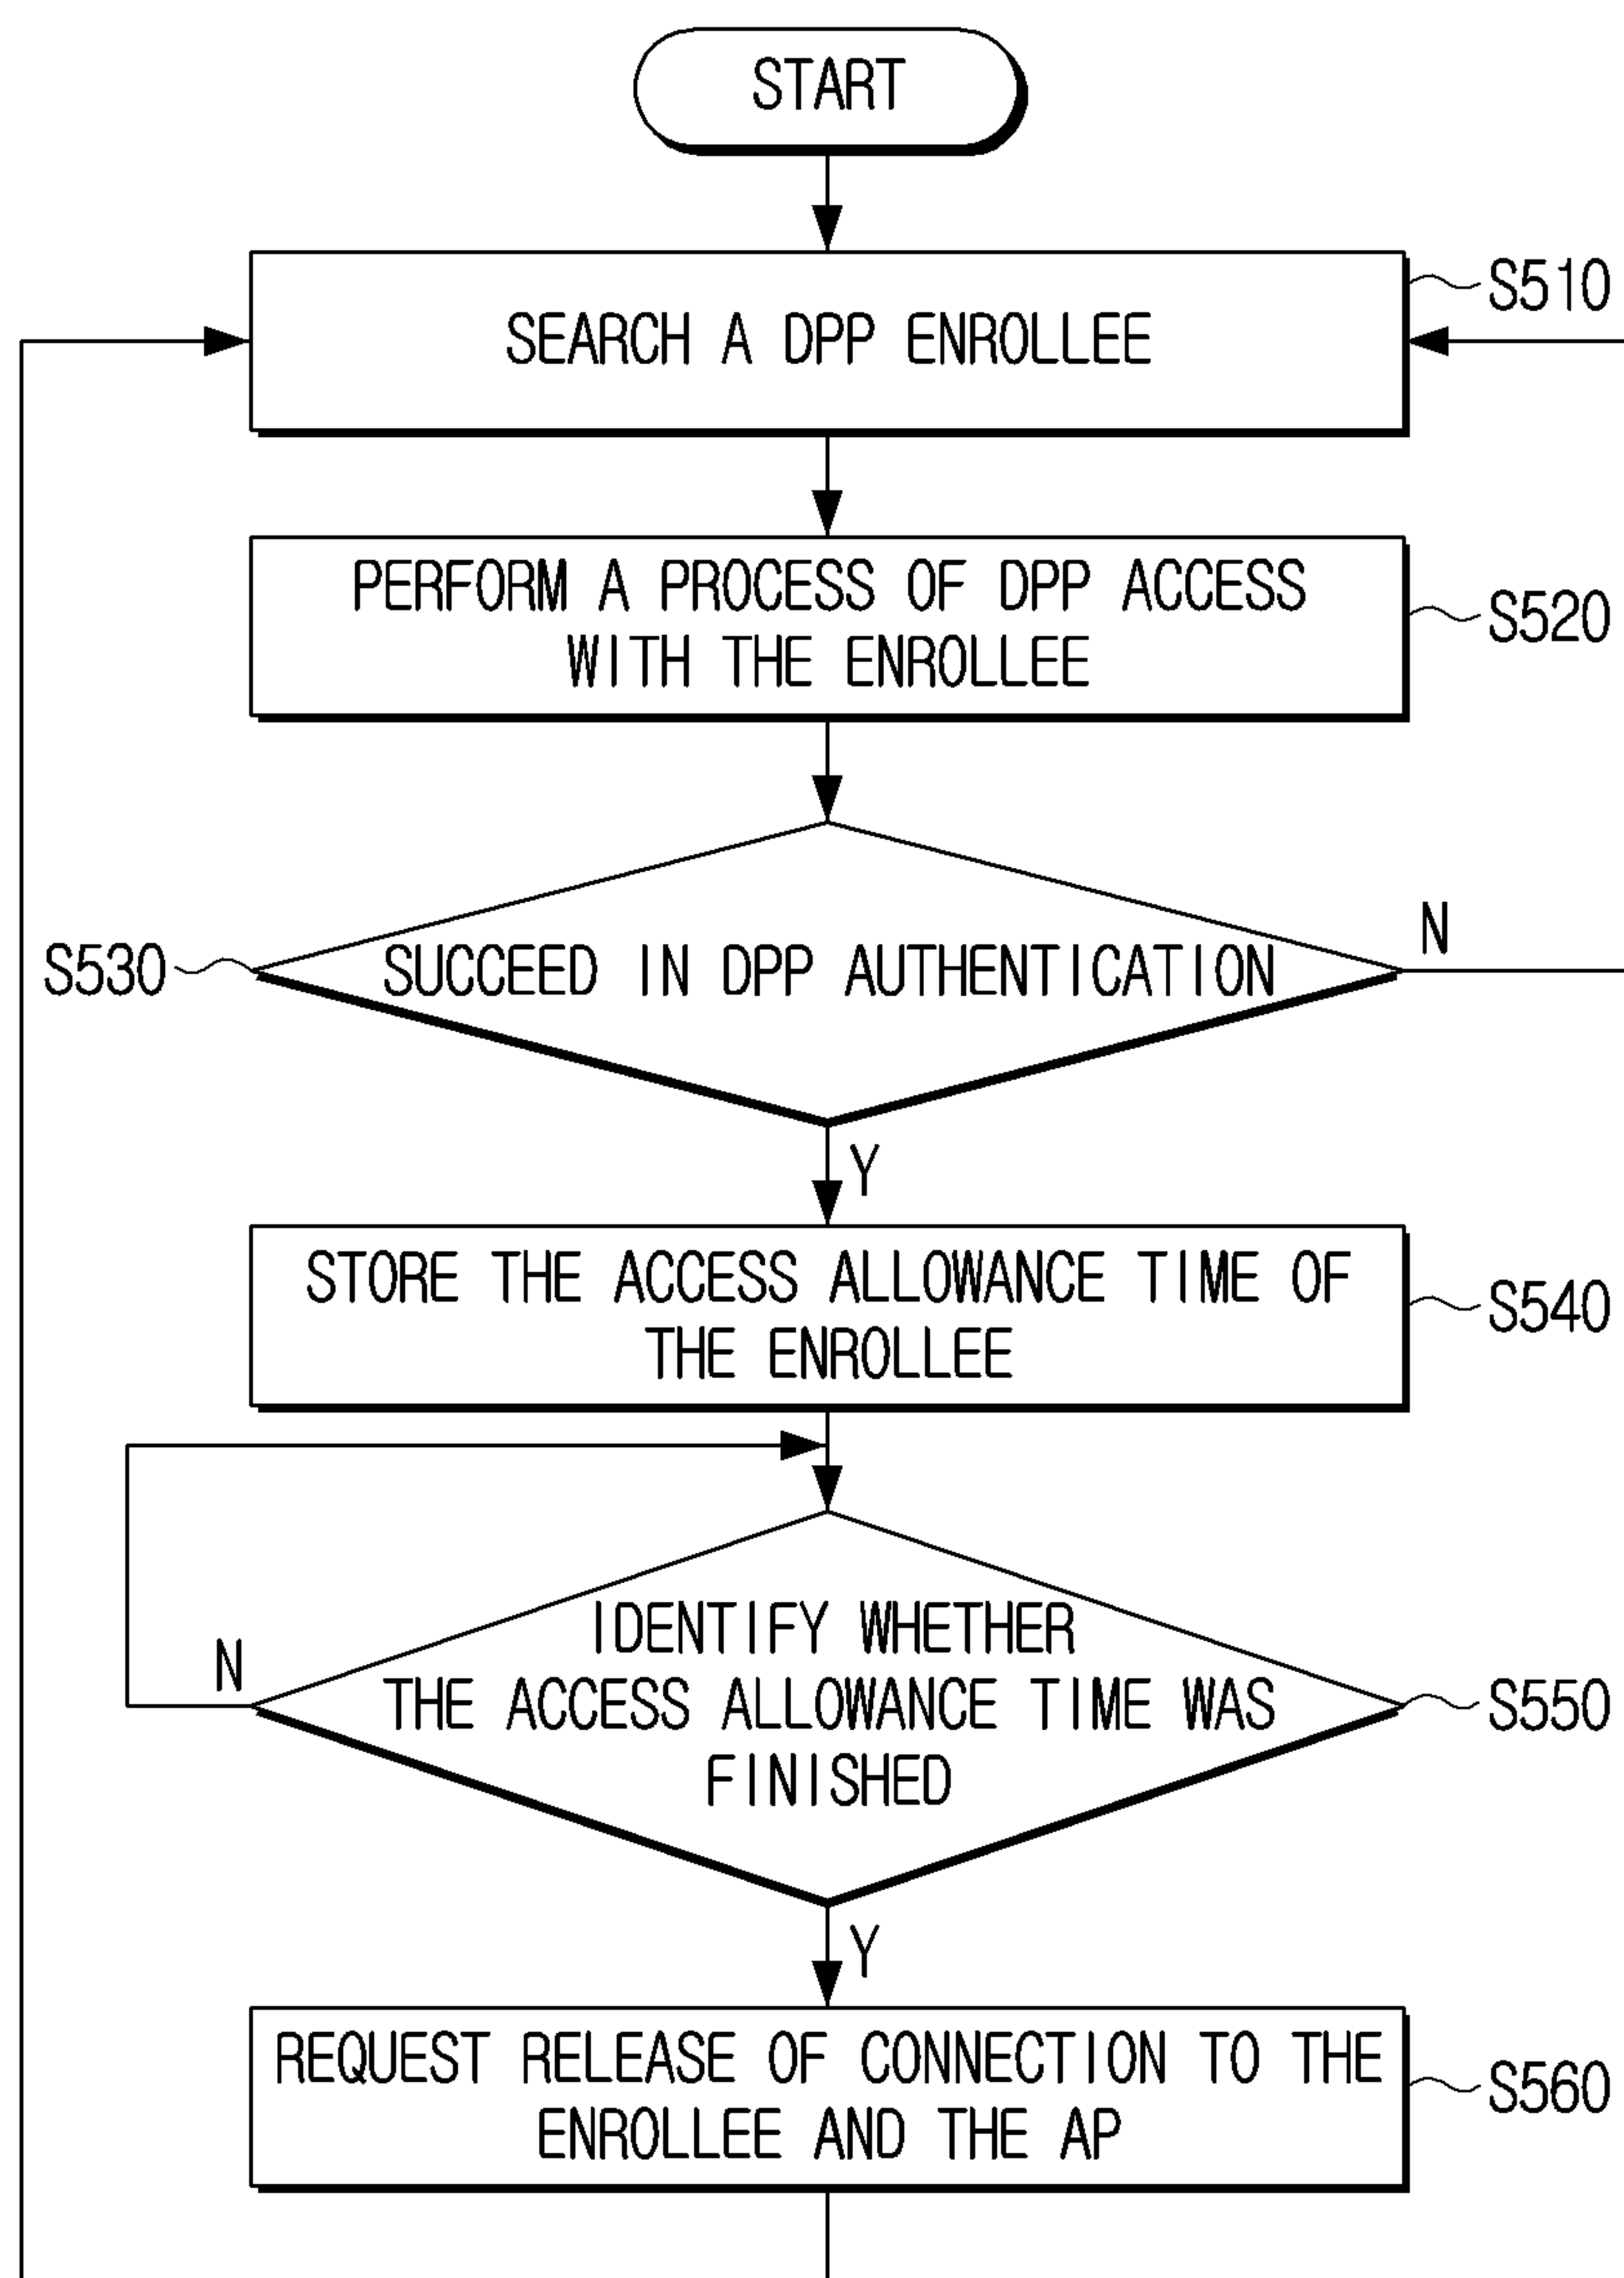 START
SEARCH A DPP ENROLLEE
S510
PERFORM A PROCESS OF DPP ACCESS
WITH THE ENROLLEE
S520
S530
SUCCEED IN DPP AUTHENTICATION
N
Y
STORE THE ACCESS ALLOWANCE TIME OF
THE ENROLLEE
S540
N
IDENTIFY WHETHER
THE ACCESS ALLOWANCE TIME WAS
FINISHED
S550
Y
REQUEST RELEASE OF CONNECTION TO THE
ENROLLEE AND THE AP
S560